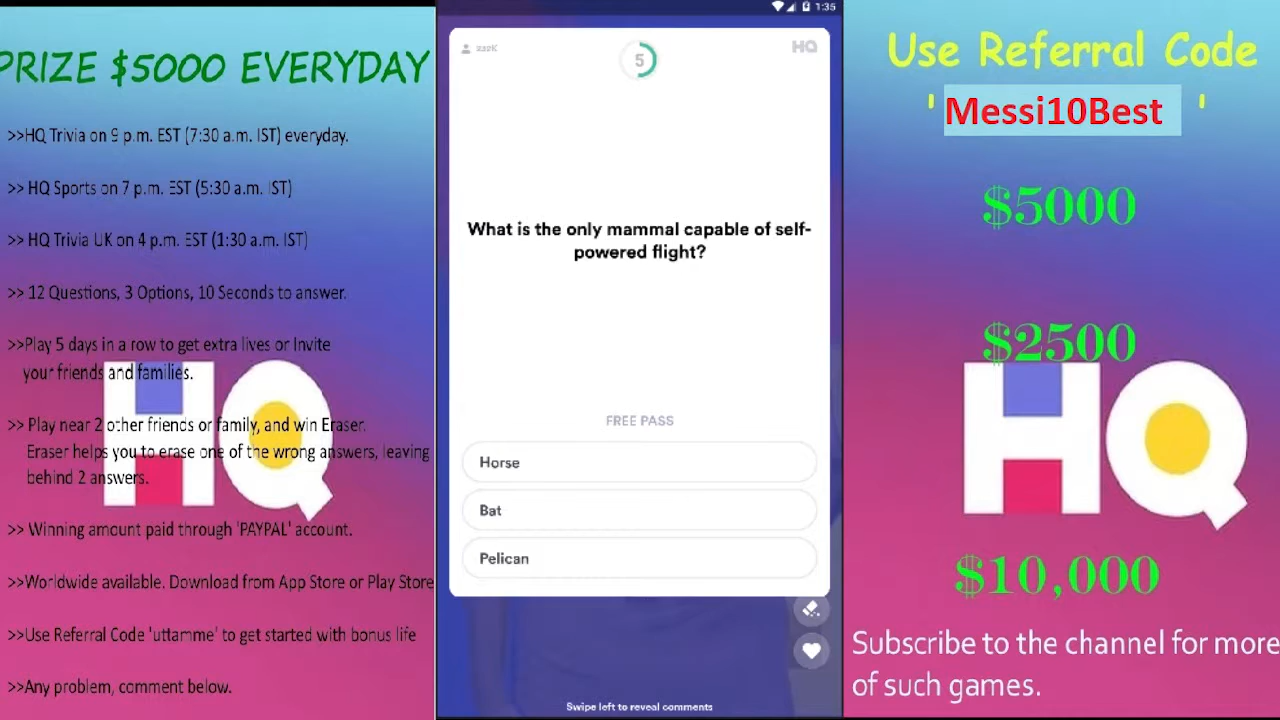 PRIZE $5000 EVERYDAY
>>HQ Trivia on 9 p.m. EST (7:30 a.m. IST) everyday.
>> HQ Sports on 7 p.m. EST (5:30 a.m. IST)
>> HQ Trivia UK on 4 p.m. EST (1:30 a.m. IST)
>> 12 Questions, 3 Options, 10 Seconds to answer.
>>Play 5 days in a row to get extra lives or Invite
your friends and families.
>> Play near 2 other friends or family, and win Eraser.
Eraser helps you to erase one of the wrong answers, leaving
behind 2 answers.
>> Winning amount paid through 'PAYPAL' account.
>>Worldwide available. Download from App Store or Play Store
>>Use Referral Code 'uttamme' to get started with bonus life
>>Any problem, comment below.
HQ
1:35
232K
5
HQ
What is the only mammal capable of self-
powered flight?
FREE PASS
Horse
Bat
Pelican
Swipe left to reveal comments
Use Referral Code
' Messi10Best '
$5000
$2500
HQ
$10,000
Subscribe to the channel for more
of such games.